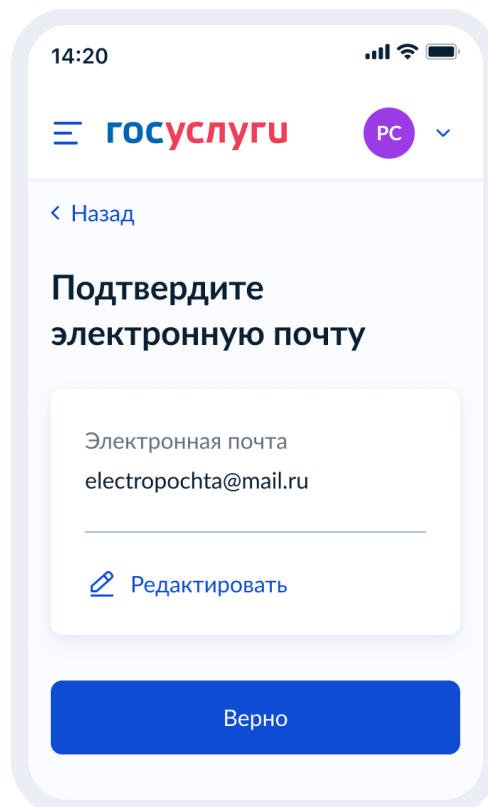 14:20
госуслуги
РС
Назад
Подтвердите
электронную почту
Электронная почта
electropochta@mail.ru
Редактировать
Верно